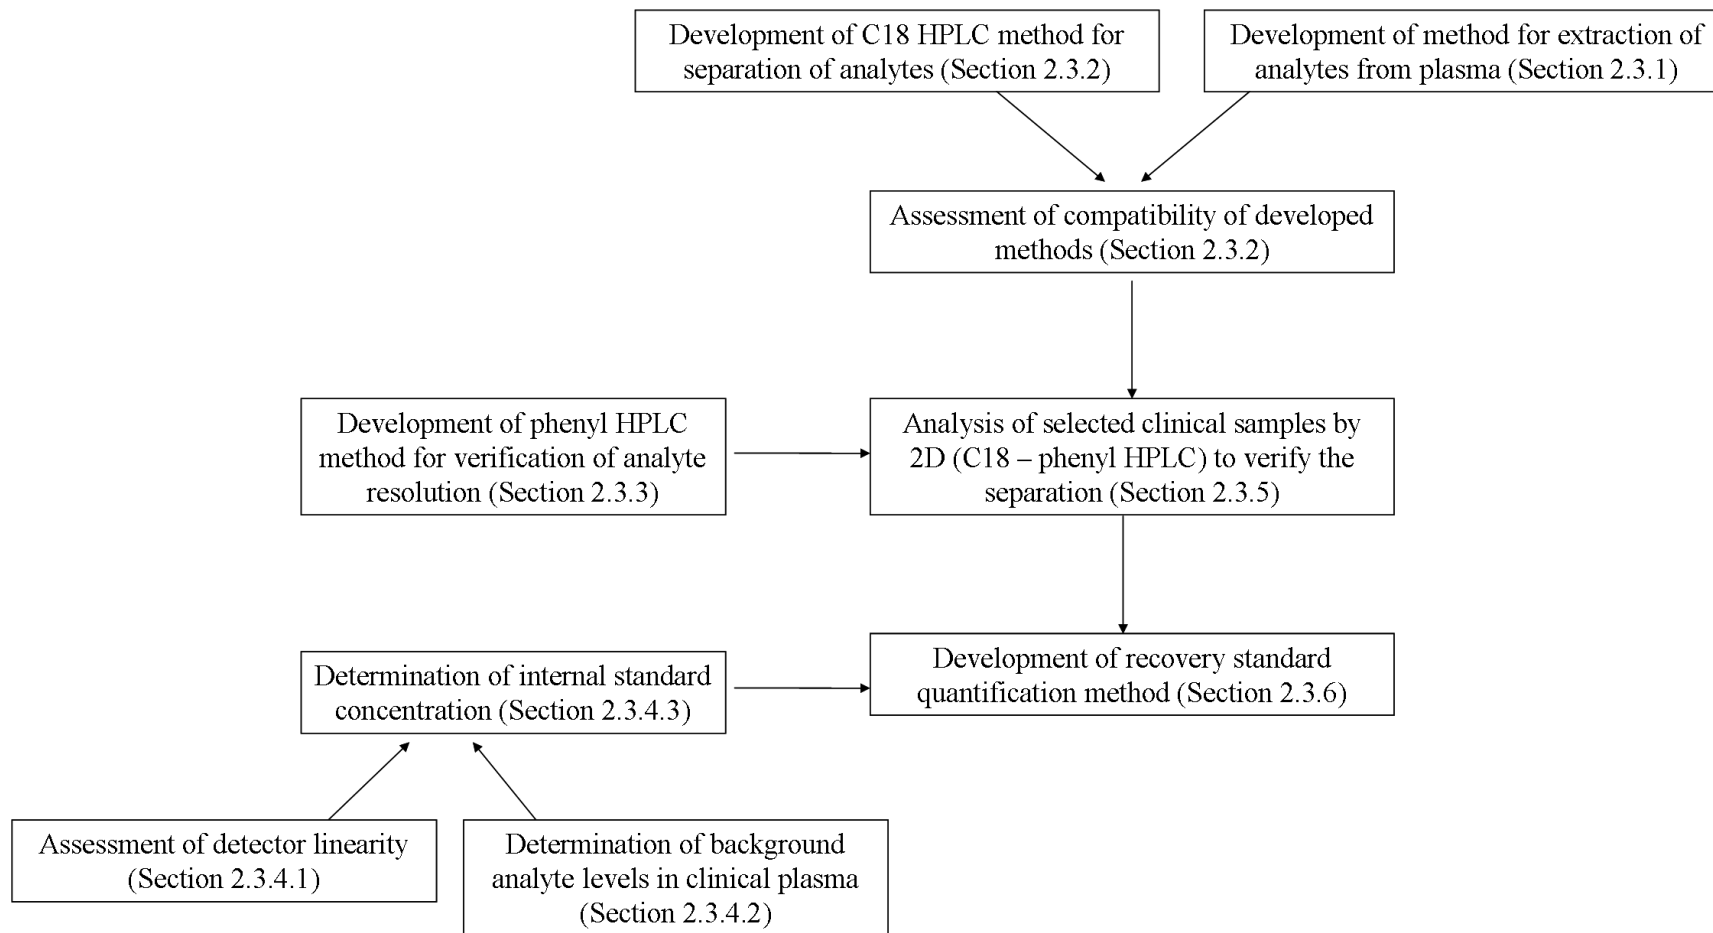 Development of C18 HPLC method for
separation of analytes (Section 2.3.2)
Development of method for extraction of
analytes from plasma (Section 2.3.1)
Assessment of compatibility of developed
methods (Section 2.3.2)
Development of phenyl HPLC
method for verification of analyte
resolution (Section 2.3.3)
Analysis of selected clinical samples by
2D (C18 – phenyl HPLC) to verify the
separation (Section 2.3.5)
Determination of internal standard
concentration (Section 2.3.4.3)
Development of recovery standard
quantification method (Section 2.3.6)
Assessment of detector linearity
(Section 2.3.4.1)
Determination of background
analyte levels in clinical plasma
(Section 2.3.4.2)